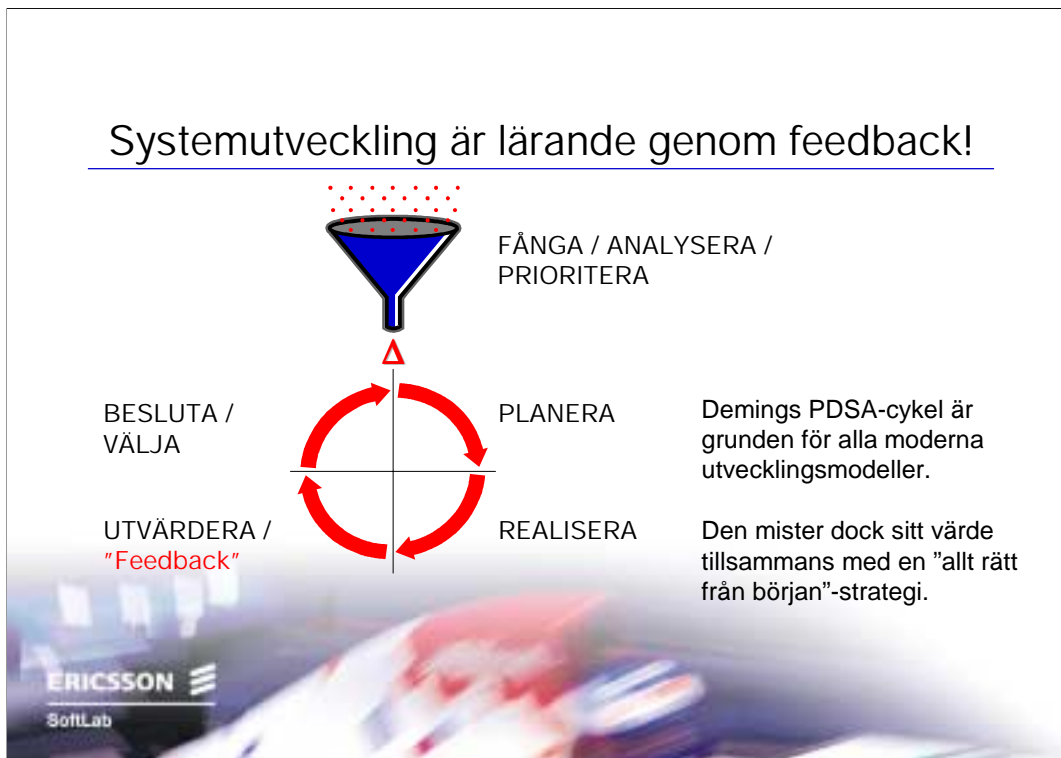 Systemutveckling är lärande genom feedback!
FÅNGA / ANALYSERA /
PRIORITERA
BESLUTA /
VÄLJA
PLANERA
UTVÄRDERA /
"Feedback"
REALISERA
Demings PDSA-cykel är
grunden för alla moderna
utvecklingsmodeller.
Den mister dock sitt värde
tillsammans med en ”allt rätt
från början”-strategi.
ERICSSON
SoftLab